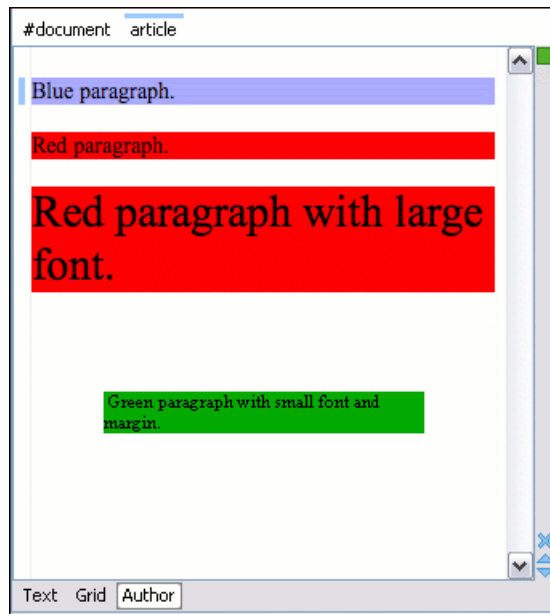 #document article
Blue paragraph.
Red paragraph.
Red paragraph with large
font.
Green paragraph with small font and
margin.
Text Grid Author